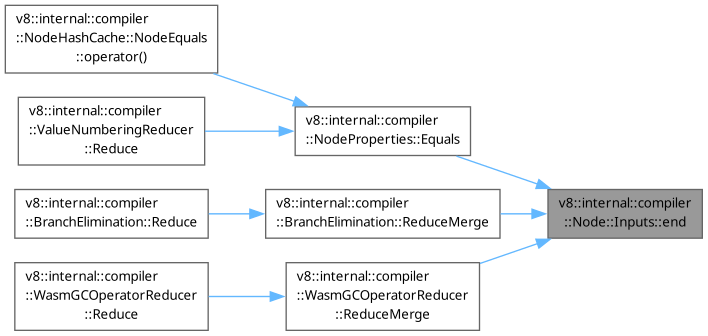 v8::internal::compiler
::NodeHashCache::NodeEquals
::operator()
v8::internal::compiler
::ValueNumberingReducer
::Reduce
v8::internal::compiler
::NodeProperties::Equals
v8::internal::compiler
::BranchElimination::Reduce
v8::internal::compiler
::BranchElimination::ReduceMerge
v8::internal::compiler
::Node::Inputs::end
v8::internal::compiler
::WasmGCOperatorReducer
::Reduce
v8::internal::compiler
::WasmGCOperatorReducer
::ReduceMerge